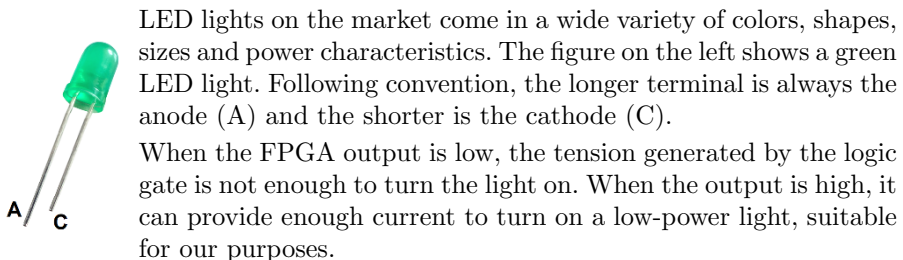 LED lights on the market come in a wide variety of colors, shapes,
sizes and power characteristics. The figure on the left shows a green
LED light. Following convention, the longer terminal is always the
anode (A) and the shorter is the cathode (C).
When the FPGA output is low, the tension generated by the logic
gate is not enough to turn the light on. When the output is high, it
can provide enough current to turn on a low-power light, suitable
for our purposes.
A
C